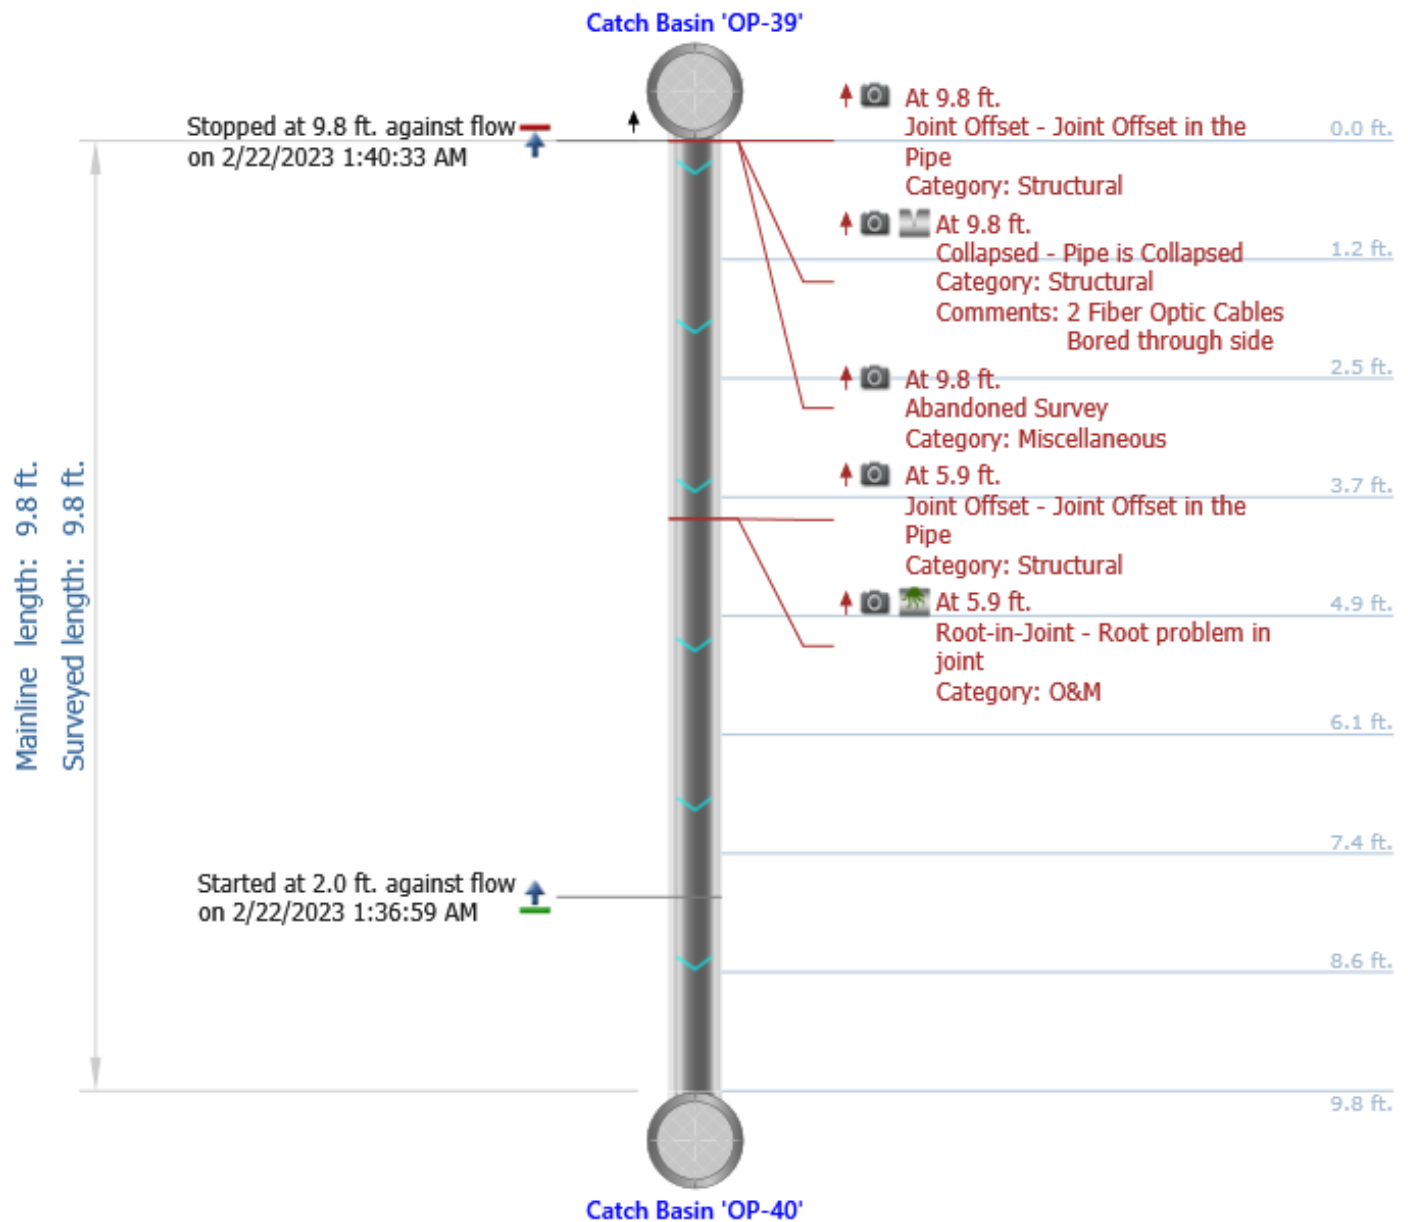 Catch Basin 'OP-39'
Stopped at 9.8 ft. against flow
on 2/22/2023 1:40:33 AM
At 9.8 ft.
Joint Offset - Joint Offset in the
Pipe
Category: Structural
0.0 ft.
At 9.8 ft.
Collapsed - Pipe is Collapsed
Category: Structural
Comments: 2 Fiber Optic Cables
Bored through side
1.2 ft.
At 9.8 ft.
Abandoned Survey
Category: Miscellaneous
2.5 ft.
At 5.9 ft.
Joint Offset - Joint Offset in the
Pipe
Category: Structural
3.7 ft.
At 5.9 ft.
Root-in-Joint - Root problem in
joint
Category: O&M
4.9 ft.
6.1 ft.
Mainline length: 9.8 ft.
Surveyed length: 9.8 ft.
7.4 ft.
Started at 2.0 ft. against flow
on 2/22/2023 1:36:59 AM
8.6 ft.
9.8 ft.
Catch Basin 'OP-40'